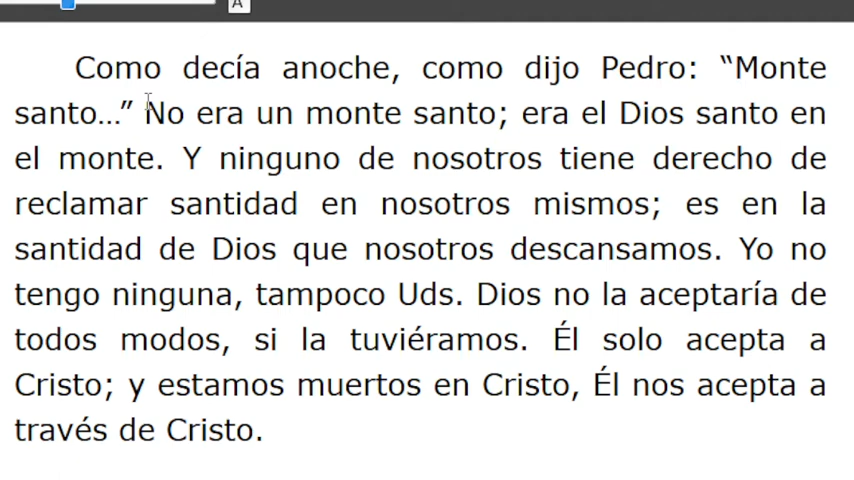 A
Como decía anoche, como dijo Pedro: “Monte
santo…” No era un monte santo; era el Dios santo en
el monte. Y ninguno de nosotros tiene derecho de
reclamar santidad en nosotros mismos; es en la
santidad de Dios que nosotros descansamos. Yo no
tengo ninguna, tampoco Uds. Dios no la aceptaría de
todos modos, si la tuviéramos. Él solo acepta a
Cristo; y estamos muertos en Cristo, Él nos acepta a
través de Cristo.